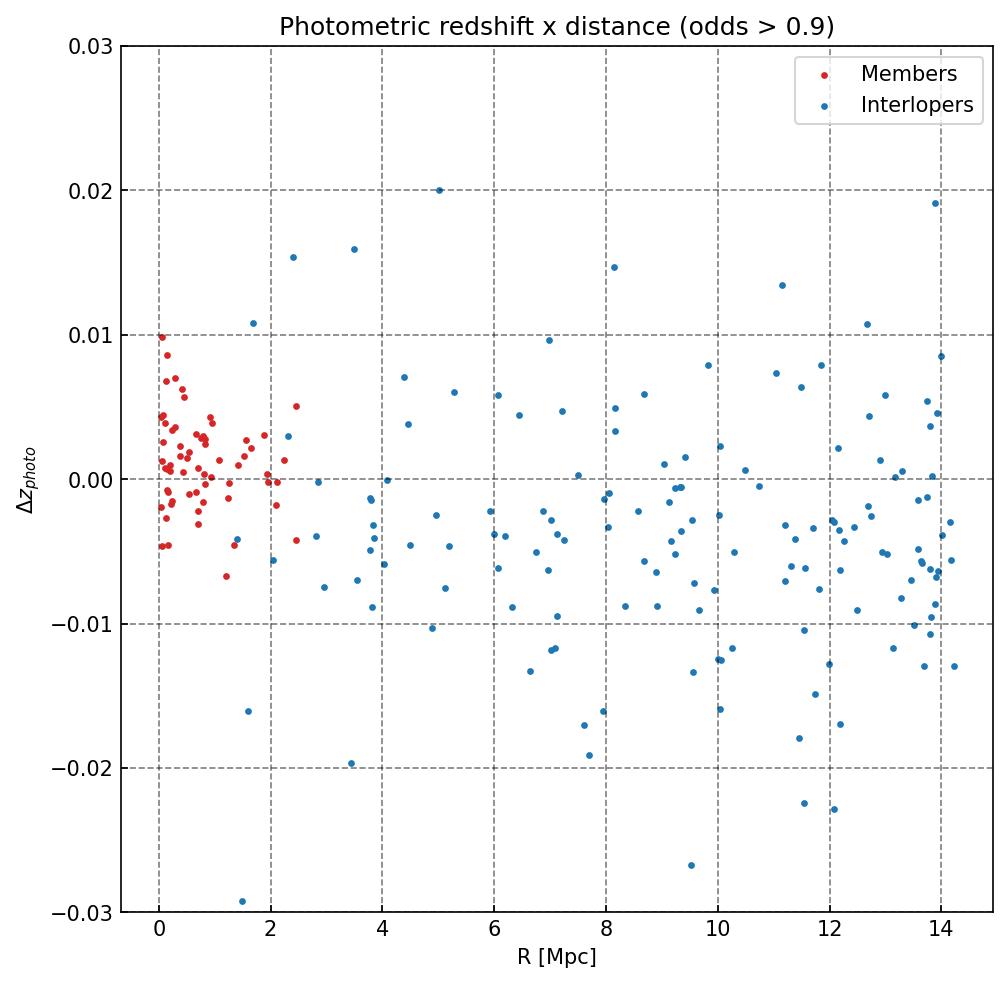 Photometric redshift x distance (odds > 0.9)
Members
Interlopers
0.03
0.02
0.01
0.00
−0.01
−0.02
−0.03
Δz_photo
0 2 4 6 8 10 12 14
R [Mpc]